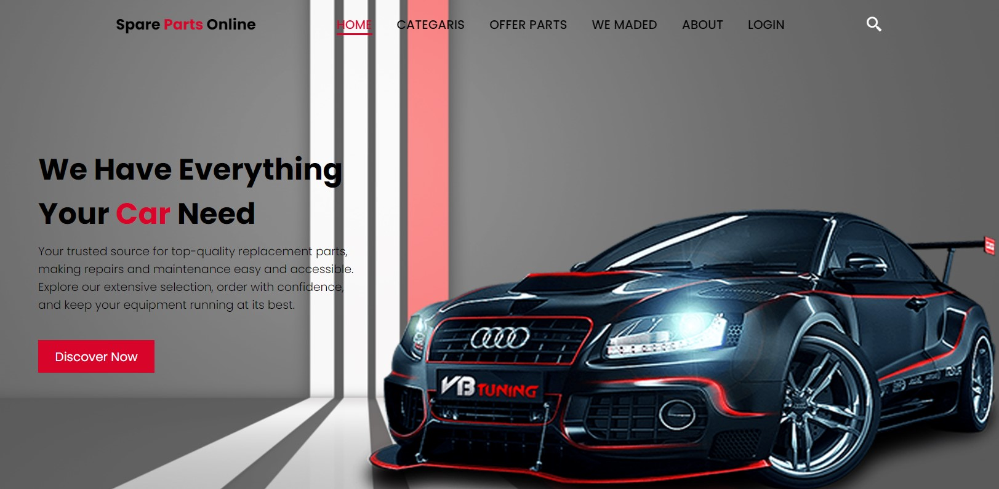 Spare Parts Online
HOME CATEGARIS OFFER PARTS WE MADED ABOUT LOGIN
We Have Everything
Your Car Need
Your trusted source for top-quality replacement parts,
making repairs and maintenance easy and accessible.
Explore our extensive selection, order with confidence,
and keep your equipment running at its best.
Discover Now
VB TUNING